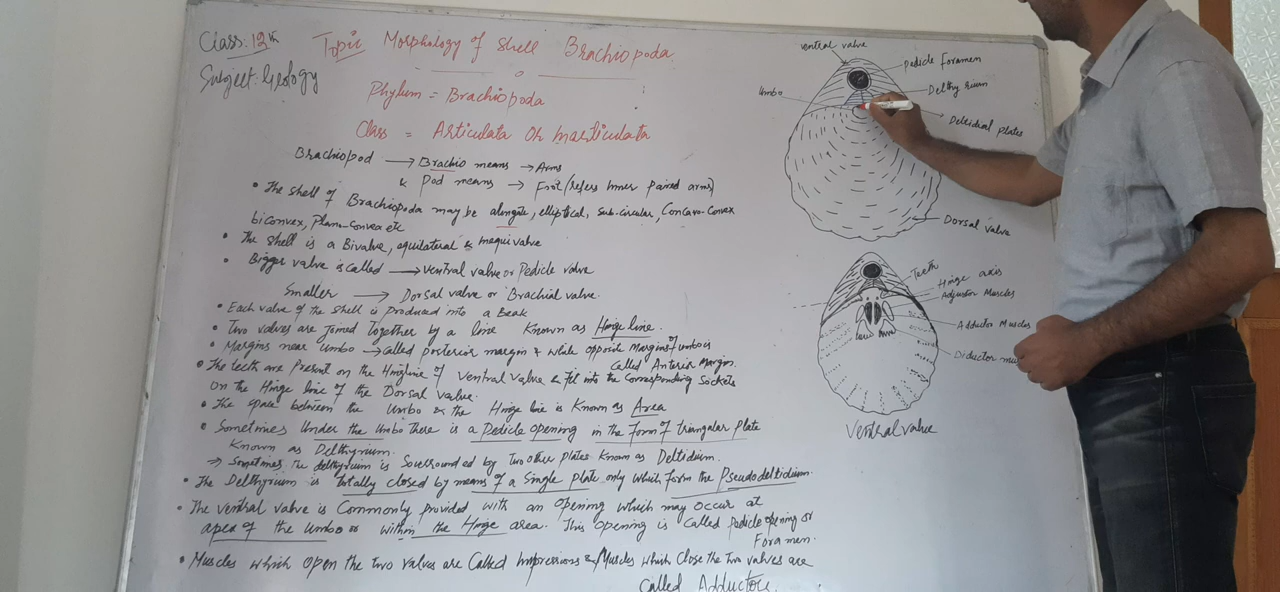 Class: 12th
Subject: Geology
Topic Morphology of Shell Brachiopoda
Phylum = Brachiopoda
Class = Articulata or Inarticulata
Brachiopod → Brachio means → Arms
& Pod means → Foot (refers Inner paired arms)
• The shell of Brachiopoda may be elongate, elliptical, sub-circular, Concavo-Convex
biconvex, Plano-Convex etc
• The shell is a Bivalve, equilateral & inequivalve
• Bigger valve is called → Ventral valve or Pedicle valve
Smaller → Dorsal valve or Brachial valve.
• Each valve of the shell is produced into a Beak
• Two valves are joined together by a line Known as Hinge line.
• Margins near umbo → called posterior margin & while opposite Margins of umbois
Called Anterior Margin.
• The teeth are Present on the Hingline of Ventral Valve & fit into the Corresponding Sockets
on the Hinge line of the Dorsal valve.
• The space between the umbo & the Hinge line is Known as Area
• Sometimes Under the Umbo there is a Pedicle opening in the form of triangular plate
Known as Delthyrium.
⇒ Sometimes the delthyrium is Sourrounded by two other plates Known as Deltidium.
• The Delthyrium is totally closed by means of a Single plate only which form the Pseudodeltidium.
• The ventral valve is Commonly provided with an opening which may occur at
apex of the umbo or within the Hinge area. This opening is Called pedicle opening or
Foramen.
• Muscles which open the two valves are Called Impressions & Muscles which close the two valves are
called Adductors.
ventral valve
Pedicle foramen
Umbo
Delthyrium
Deltidial plates
Dorsal valve
Teeth
Hinge axis
Adjustor Muscles
Adductor Muscles
Diductor mus
Ventral valve